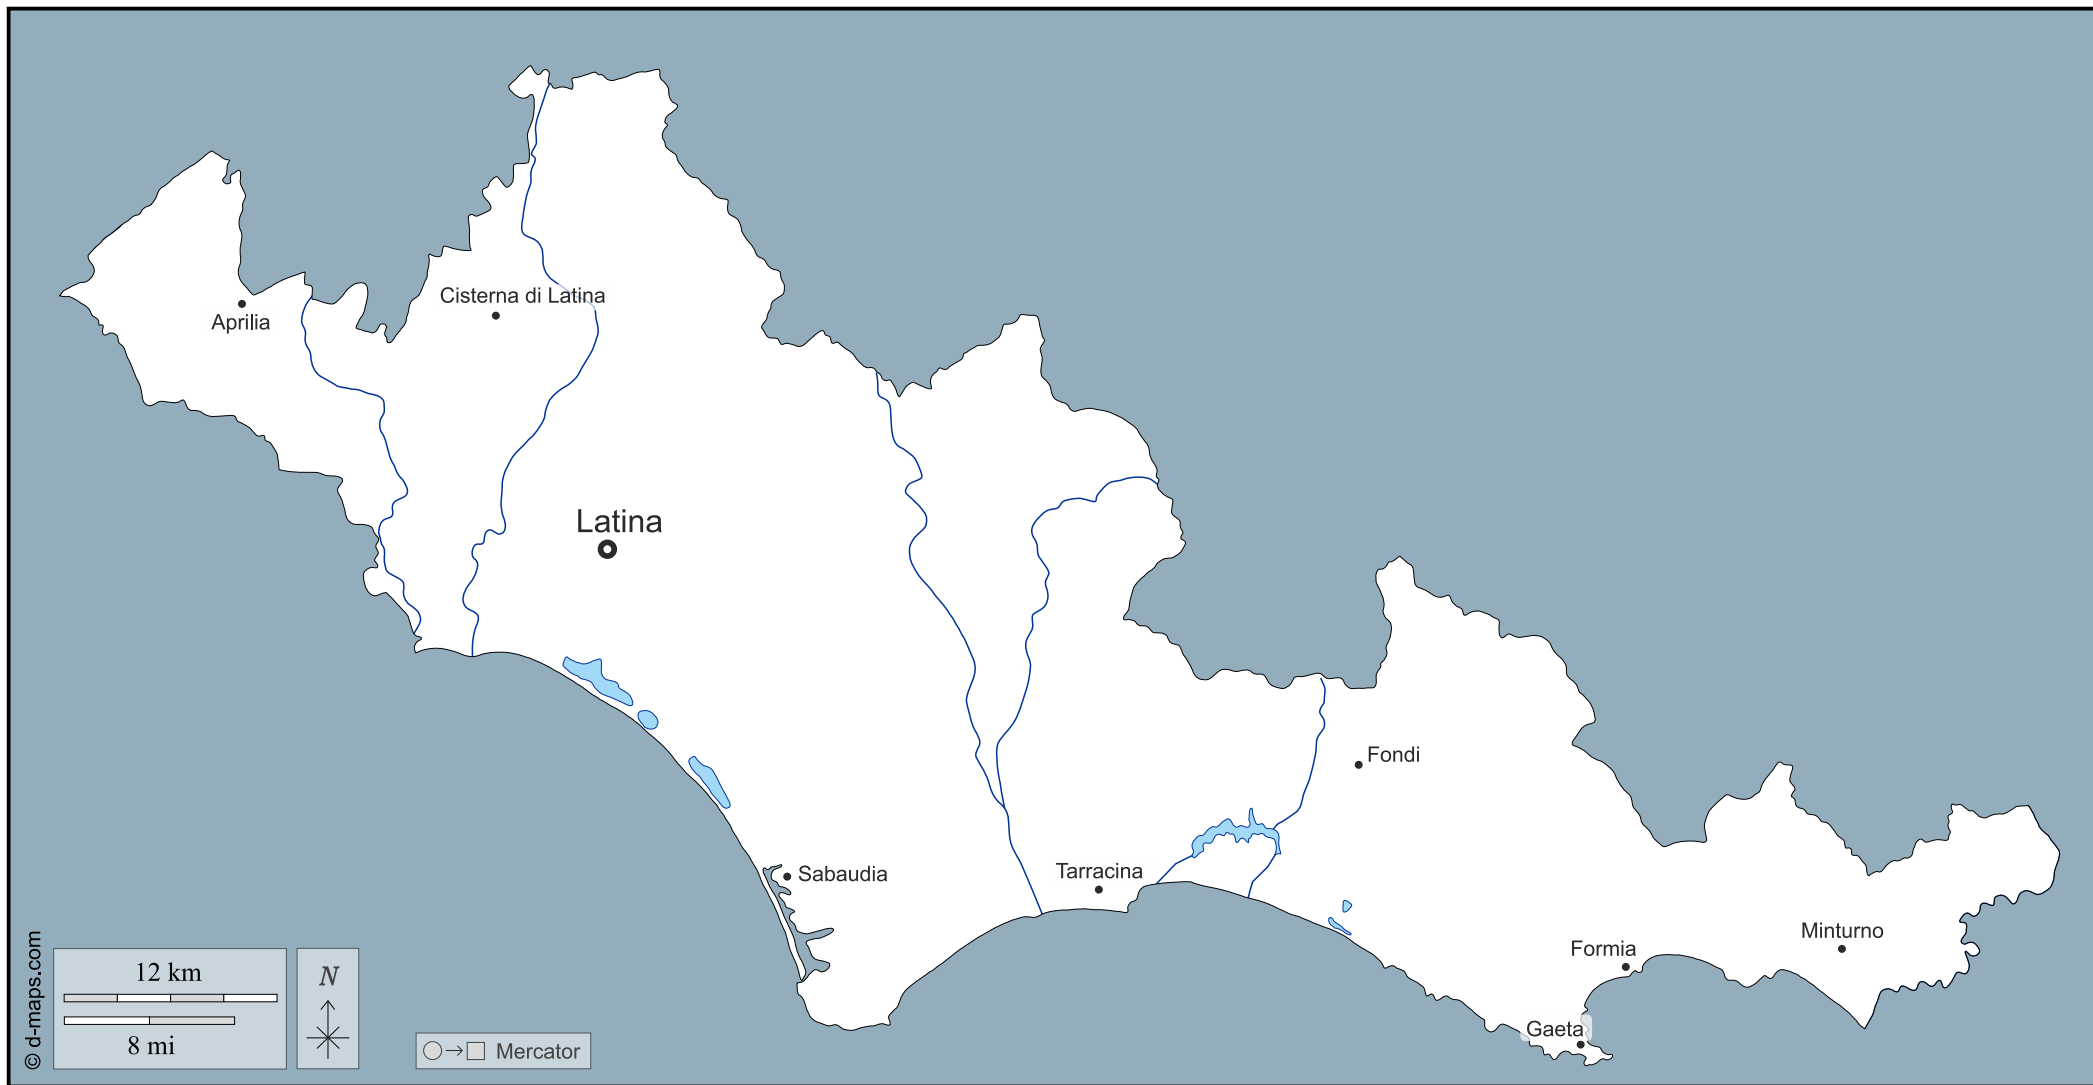 Cisterna di Latina
Aprilia
Latina
Fondi
Sabaudia
Tarracina
Minturno
Formia
Gaeta
© d-maps.com
12 km
8 mi
N
Mercator